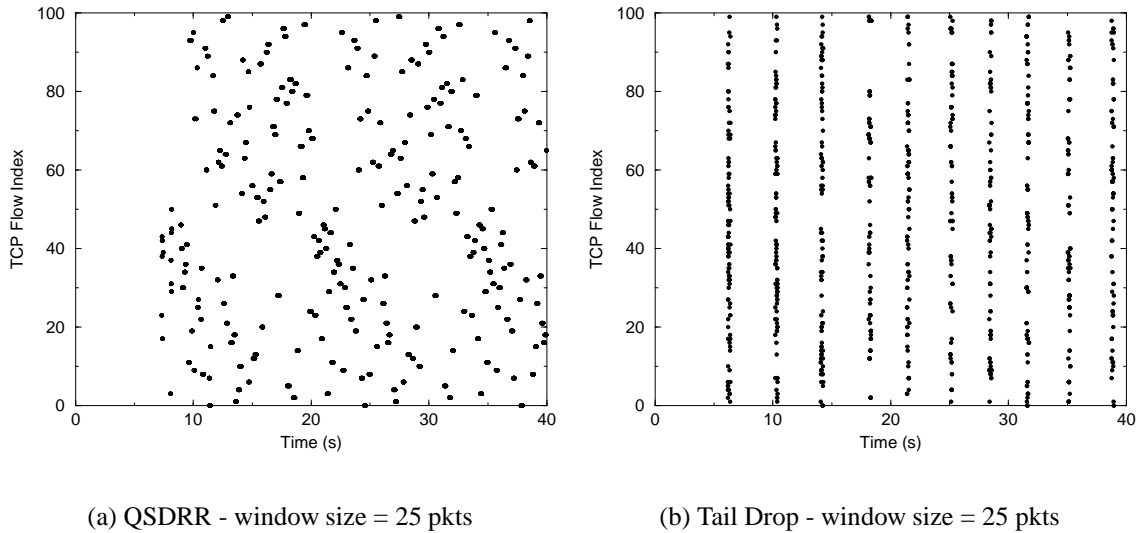 100
80
60
40
20
0
TCP Flow Index
0 10 20 30 40
Time (s)
(a) QSDRR - window size = 25 pkts
100
80
60
40
20
0
TCP Flow Index
0 10 20 30 40
Time (s)
(b) Tail Drop - window size = 25 pkts